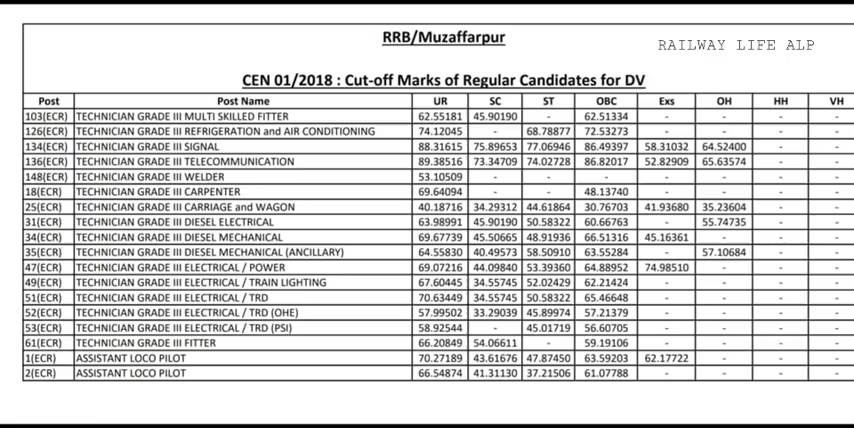 RRB/Muzaffarpur
RAILWAY LIFE ALP
CEN 01/2018 : Cut-off Marks of Regular Candidates for DV
Post Post Name UR SC ST OBC Exs OH HH VH
103(ECR) TECHNICIAN GRADE III MULTI SKILLED FITTER 62.55181 45.90190 - 62.51334 - - - -
126(ECR) TECHNICIAN GRADE III REFRIGERATION and AIR CONDITIONING 74.12045 - 68.78877 72.53273 - - - -
134(ECR) TECHNICIAN GRADE III SIGNAL 88.31615 75.89653 77.06946 86.49397 58.31032 64.52400 - -
136(ECR) TECHNICIAN GRADE III TELECOMMUNICATION 89.38516 73.34709 74.02728 86.82017 52.82909 65.63574 - -
148(ECR) TECHNICIAN GRADE III WELDER 53.10509 - - - - - - -
18(ECR) TECHNICIAN GRADE III CARPENTER 69.64094 - - 48.13740 - - - -
25(ECR) TECHNICIAN GRADE III CARRIAGE and WAGON 40.18716 34.29312 44.61864 30.76703 41.93680 35.23604 - -
31(ECR) TECHNICIAN GRADE III DIESEL ELECTRICAL 63.98991 45.90190 50.58322 60.66763 - 55.74735 - -
34(ECR) TECHNICIAN GRADE III DIESEL MECHANICAL 69.67739 45.50665 48.91936 66.51316 45.16361 - - -
35(ECR) TECHNICIAN GRADE III DIESEL MECHANICAL (ANCILLARY) 64.55830 40.49573 58.50910 63.55284 - 57.10684 - -
47(ECR) TECHNICIAN GRADE III ELECTRICAL / POWER 69.07216 44.09840 53.39360 64.88952 74.98510 - - -
49(ECR) TECHNICIAN GRADE III ELECTRICAL / TRAIN LIGHTING 67.60445 34.55745 52.02429 62.21424 - - - -
51(ECR) TECHNICIAN GRADE III ELECTRICAL / TRD 70.63449 34.55745 50.58322 65.46648 - - - -
52(ECR) TECHNICIAN GRADE III ELECTRICAL / TRD (OHE) 57.99502 33.29039 45.89974 57.21379 - - - -
53(ECR) TECHNICIAN GRADE III ELECTRICAL / TRD (PSI) 58.92544 - 45.01719 56.60705 - - - -
61(ECR) TECHNICIAN GRADE III FITTER 66.20849 54.06611 - 59.19106 - - - -
1(ECR) ASSISTANT LOCO PILOT 70.27189 43.61676 47.87450 63.59203 62.17722 - - -
2(ECR) ASSISTANT LOCO PILOT 66.54874 41.31130 37.21506 61.07788 - - - -